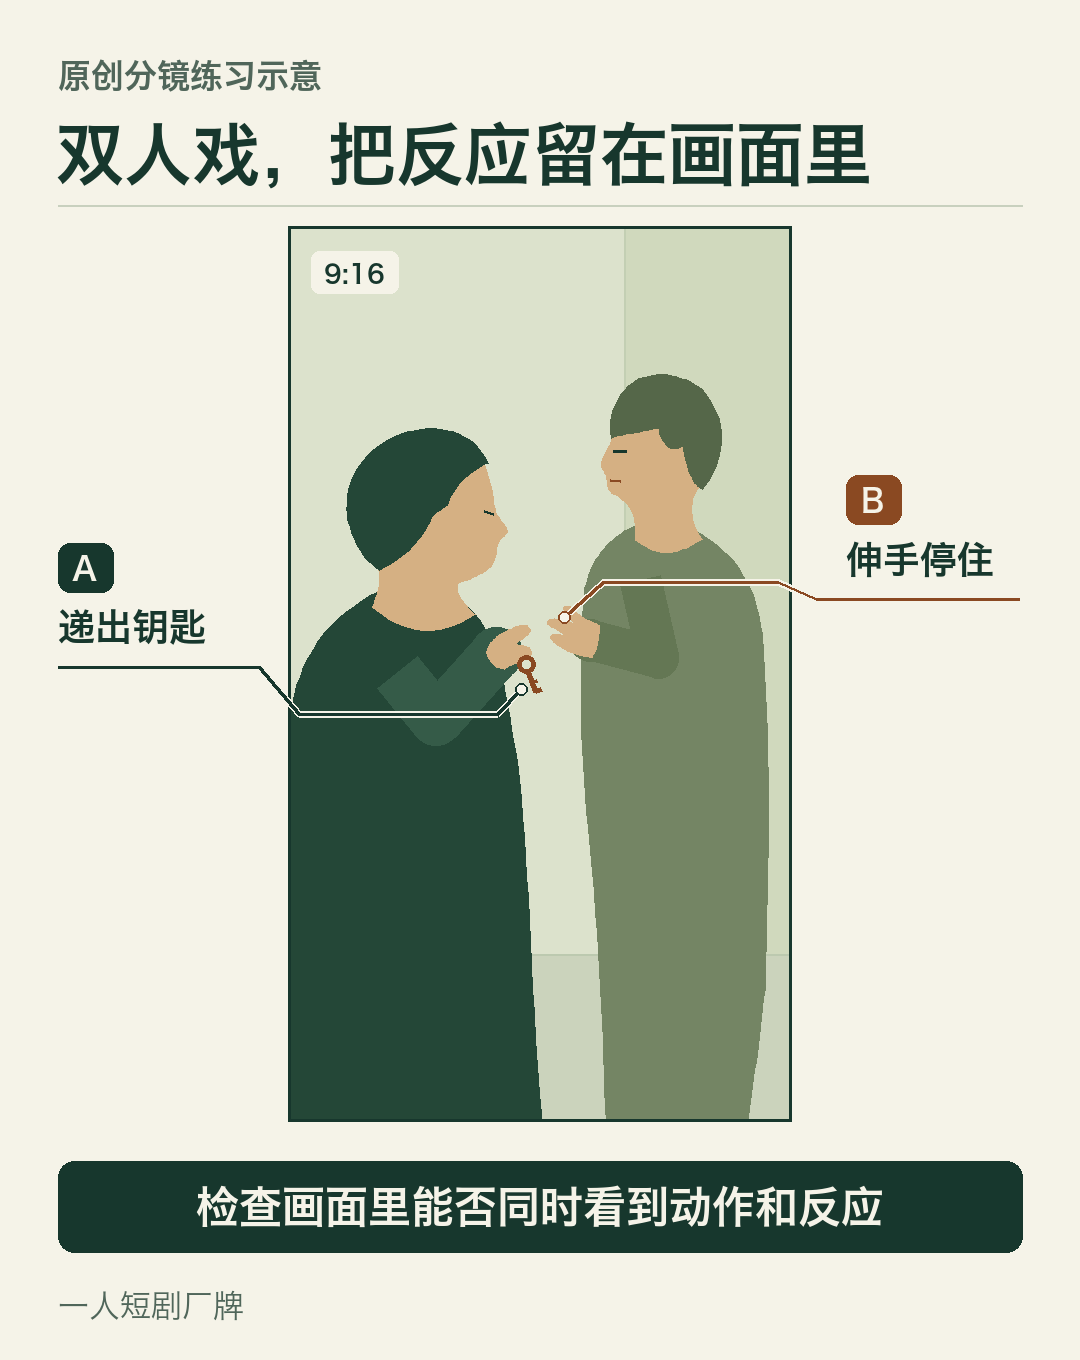 原创分镜练习示意
双人戏，把反应留在画面里
9:16
A
递出钥匙
B
伸手停住
检查画面里能否同时看到动作和反应
一人短剧厂牌